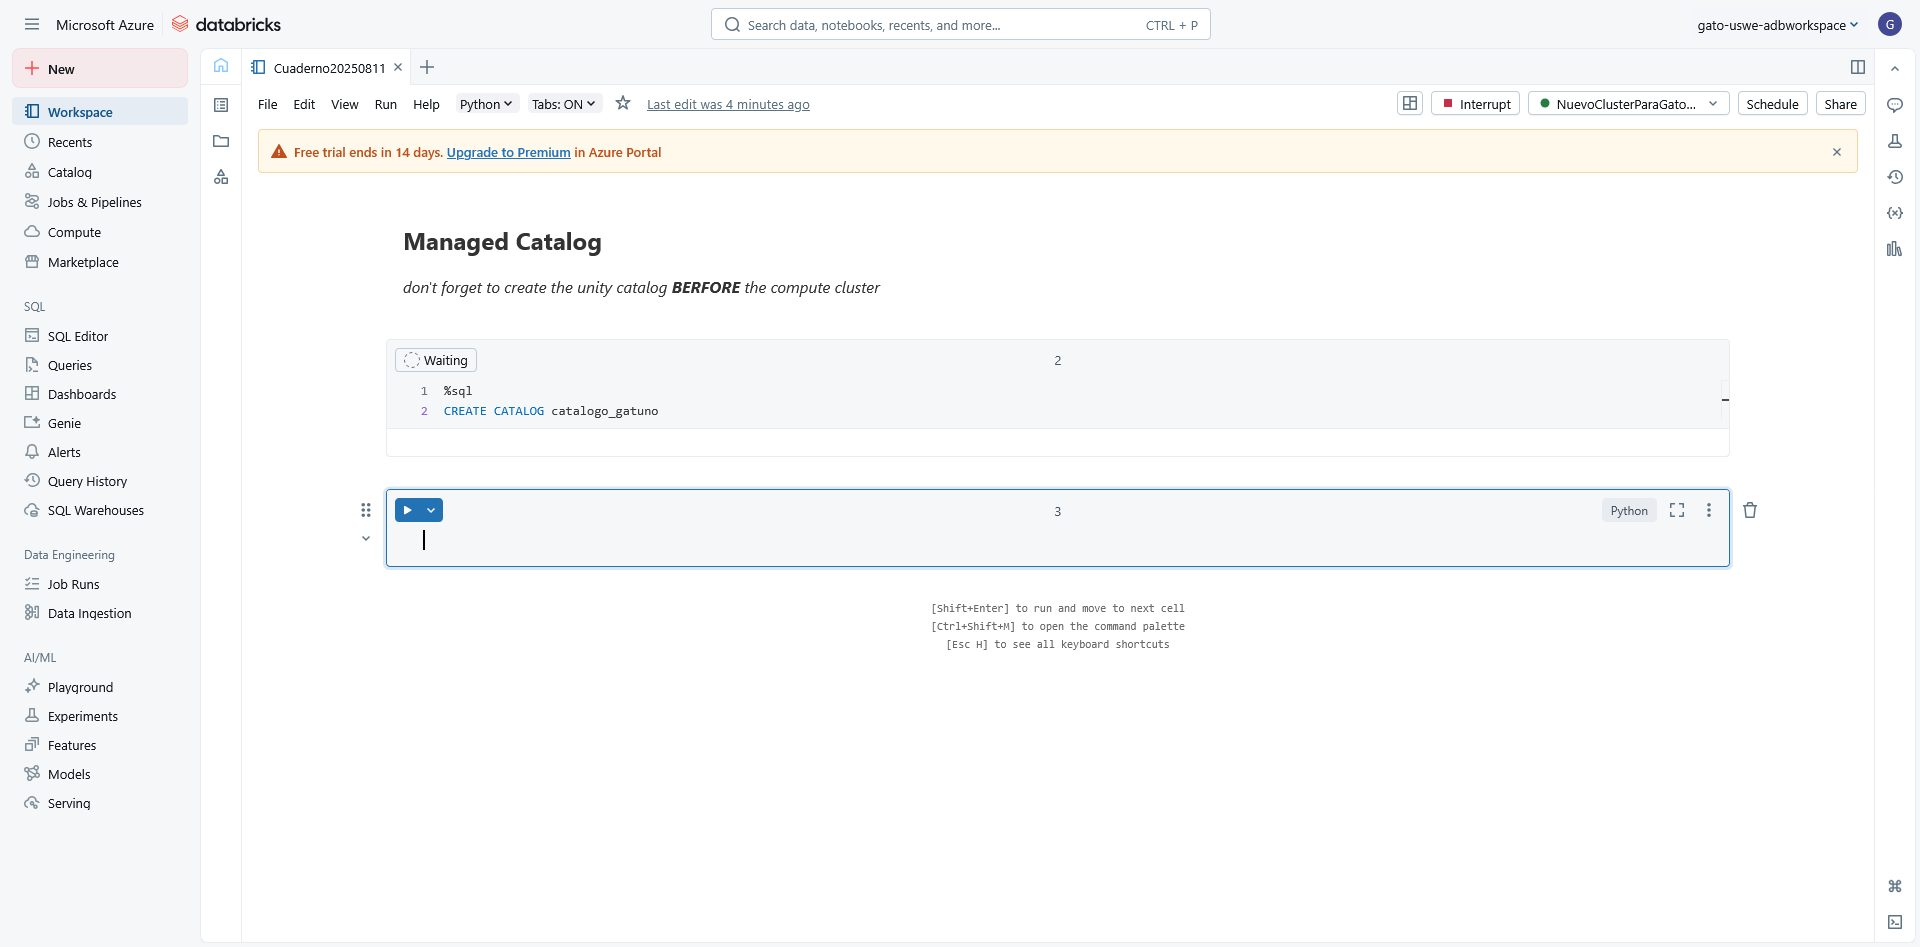 Microsoft Azure
databricks
Search data, notebooks, recents, and more...
CTRL + P
gato-uswe-adbworkspace
G
New
Workspace
Recents
Catalog
Jobs & Pipelines
Compute
Marketplace
SQL
SQL Editor
Queries
Dashboards
Genie
Alerts
Query History
SQL Warehouses
Data Engineering
Job Runs
Data Ingestion
AI/ML
Playground
Experiments
Features
Models
Serving
Cuaderno20250811
File Edit View Run Help Python Tabs: ON Last edit was 4 minutes ago
Interrupt
NuevoClusterParaGato...
Schedule
Share
Free trial ends in 14 days. Upgrade to Premium in Azure Portal
Managed Catalog
don't forget to create the unity catalog BERFORE the compute cluster
Waiting
2
1 %sql
2 CREATE CATALOG catalogo_gatuno
3
Python
[Shift+Enter] to run and move to next cell
[Ctrl+Shift+M] to open the command palette
[Esc H] to see all keyboard shortcuts